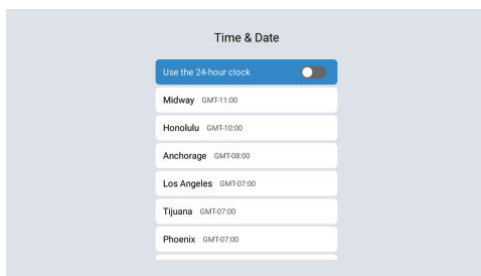 Time & Date
Use the 24-hour clock
Midway GMT-11:00
Honolulu GMT-10:00
Anchorage GMT-08:00
Los Angeles GMT-07:00
Tijuana GMT-07:00
Phoenix GMT-07:00